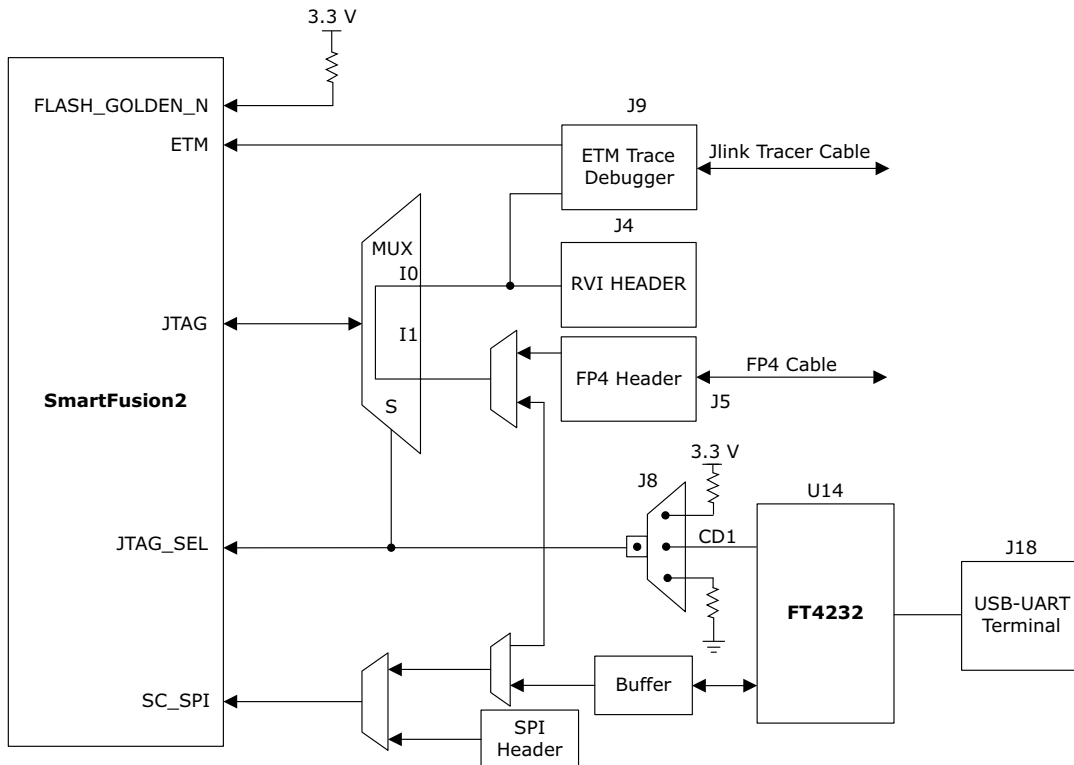 3.3 V
FLASH_GOLDEN_N
J9
ETM
ETM Trace
Debugger
Jlink Tracer Cable
J4
MUX
I0
RVI HEADER
JTAG
I1
FP4 Header
FP4 Cable
SmartFusion2
S
J5
3.3 V
J8
U14
JTAG_SEL
CD1
J18
FT4232
USB-UART
Terminal
SC_SPI
Buffer
SPI
Header